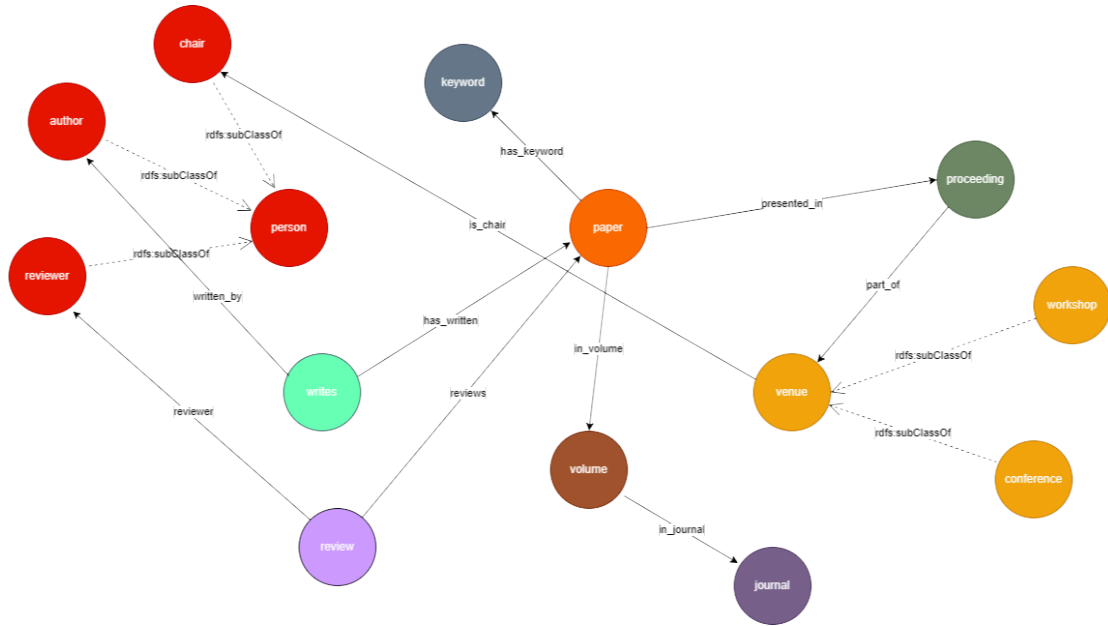 chair
keyword
author
rdfs:subClassOf
has_keyword
rdfs:subClassOf
proceeding
presented_in
person
is_chair
paper
rdfs:subClassOf
reviewer
part_of
written_by
workshop
has_written
in_volume
rdfs:subClassOf
writes
reviews
venue
reviewer
rdfs:subClassOf
volume
conference
in_journal
review
journal